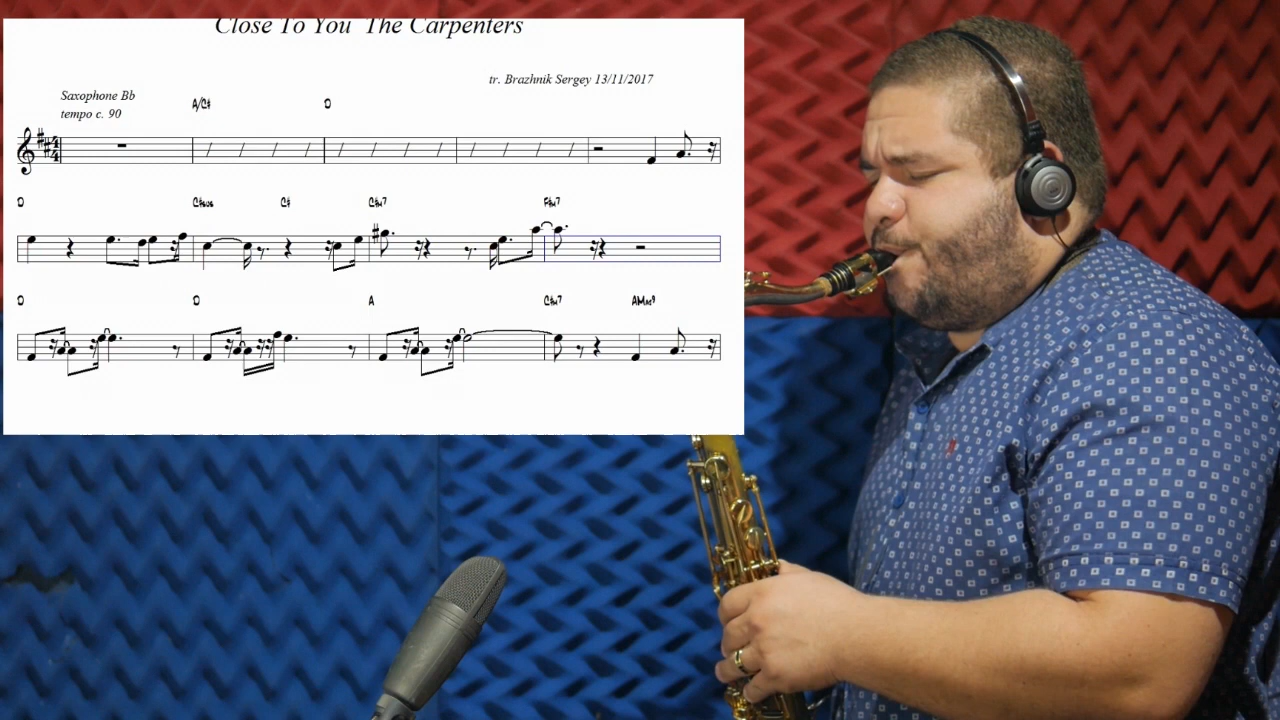 Close To You The Carpenters
tr. Brazhnik Sergey 13/11/2017
Saxophone Bb
tempo c. 90
A/C# D
D C#sus C# C#m7 F#m7
D D A C#m7 AMaj9